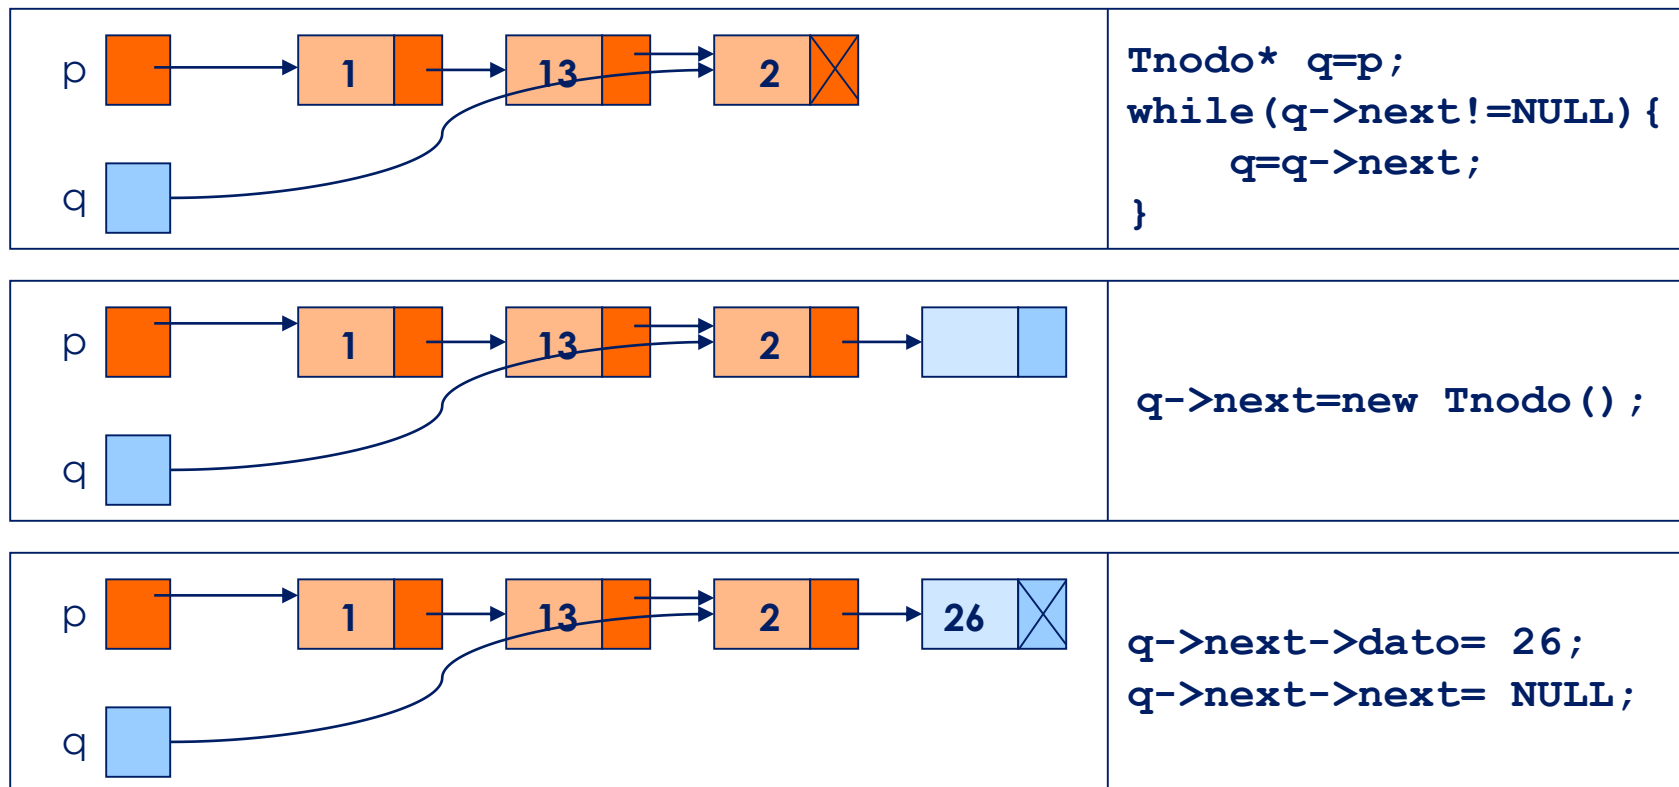 p
1 13 2
q
Tnodo* q=p;
while(q->next!=NULL){
q=q->next;
}
p
1 13 2
q
q->next=new Tnodo();
p
1 13 2 26
q
q->next->dato= 26;
q->next->next= NULL;